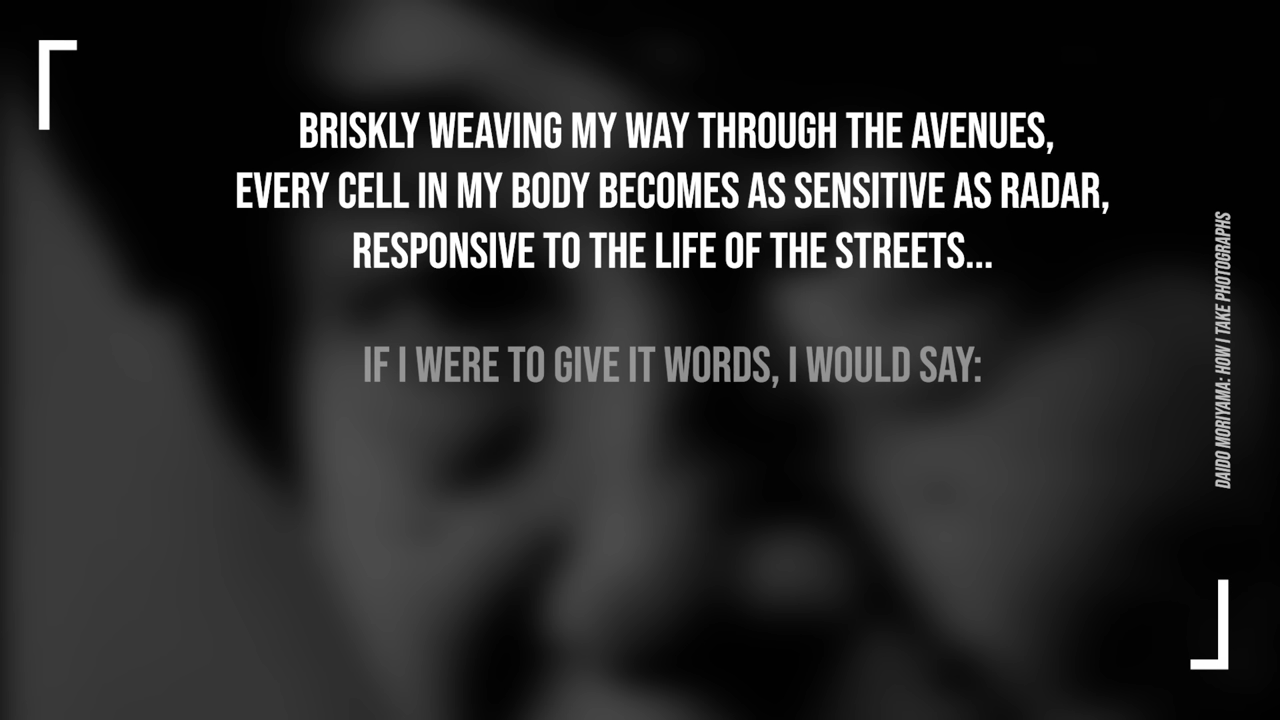 BRISKLY WEAVING MY WAY THROUGH THE AVENUES,
EVERY CELL IN MY BODY BECOMES AS SENSITIVE AS RADAR,
RESPONSIVE TO THE LIFE OF THE STREETS...
IF I WERE TO GIVE IT WORDS, I WOULD SAY:
DAIDO MORIYAMA: HOW I TAKE PHOTOGRAPHS